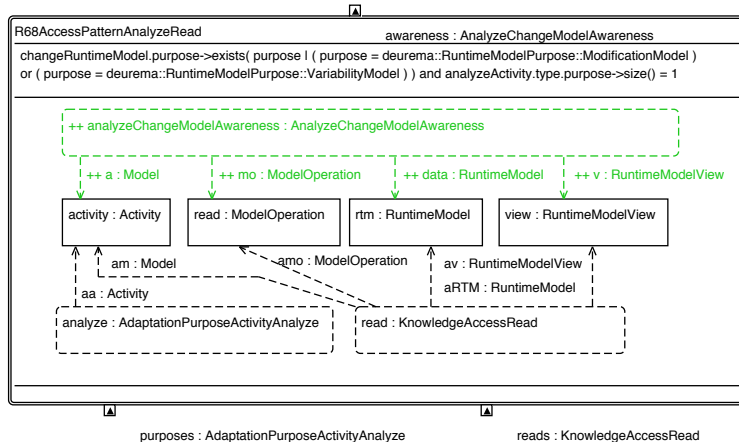 R68AccessPatternAnalyzeRead
awareness : AnalyzeChangeModelAwareness
changeRuntimeModel.purpose->exists( purpose | ( purpose = deurema::RuntimeModelPurpose::ModificationModel )
or ( purpose = deurema::RuntimeModelPurpose::VariabilityModel ) ) and analyzeActivity.type.purpose->size() = 1
++ analyzeChangeModelAwareness : AnalyzeChangeModelAwareness
++ a : Model
++ mo : ModelOperation
++ data : RuntimeModel
++ v : RuntimeModelView
activity : Activity
read : ModelOperation
rtm : RuntimeModel
view : RuntimeModelView
am : Model
amo : ModelOperation
av : RuntimeModelView
aa : Activity
aRTM : RuntimeModel
analyze : AdaptationPurposeActivityAnalyze
read : KnowledgeAccessRead
purposes : AdaptationPurposeActivityAnalyze
reads : KnowledgeAccessRead